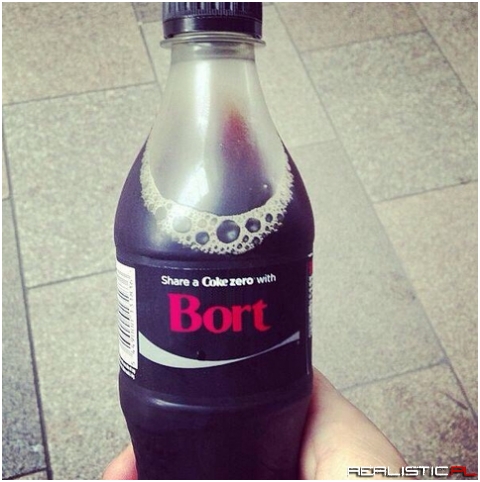 Share a Coke zero with
Bort
REALISTIC.PL